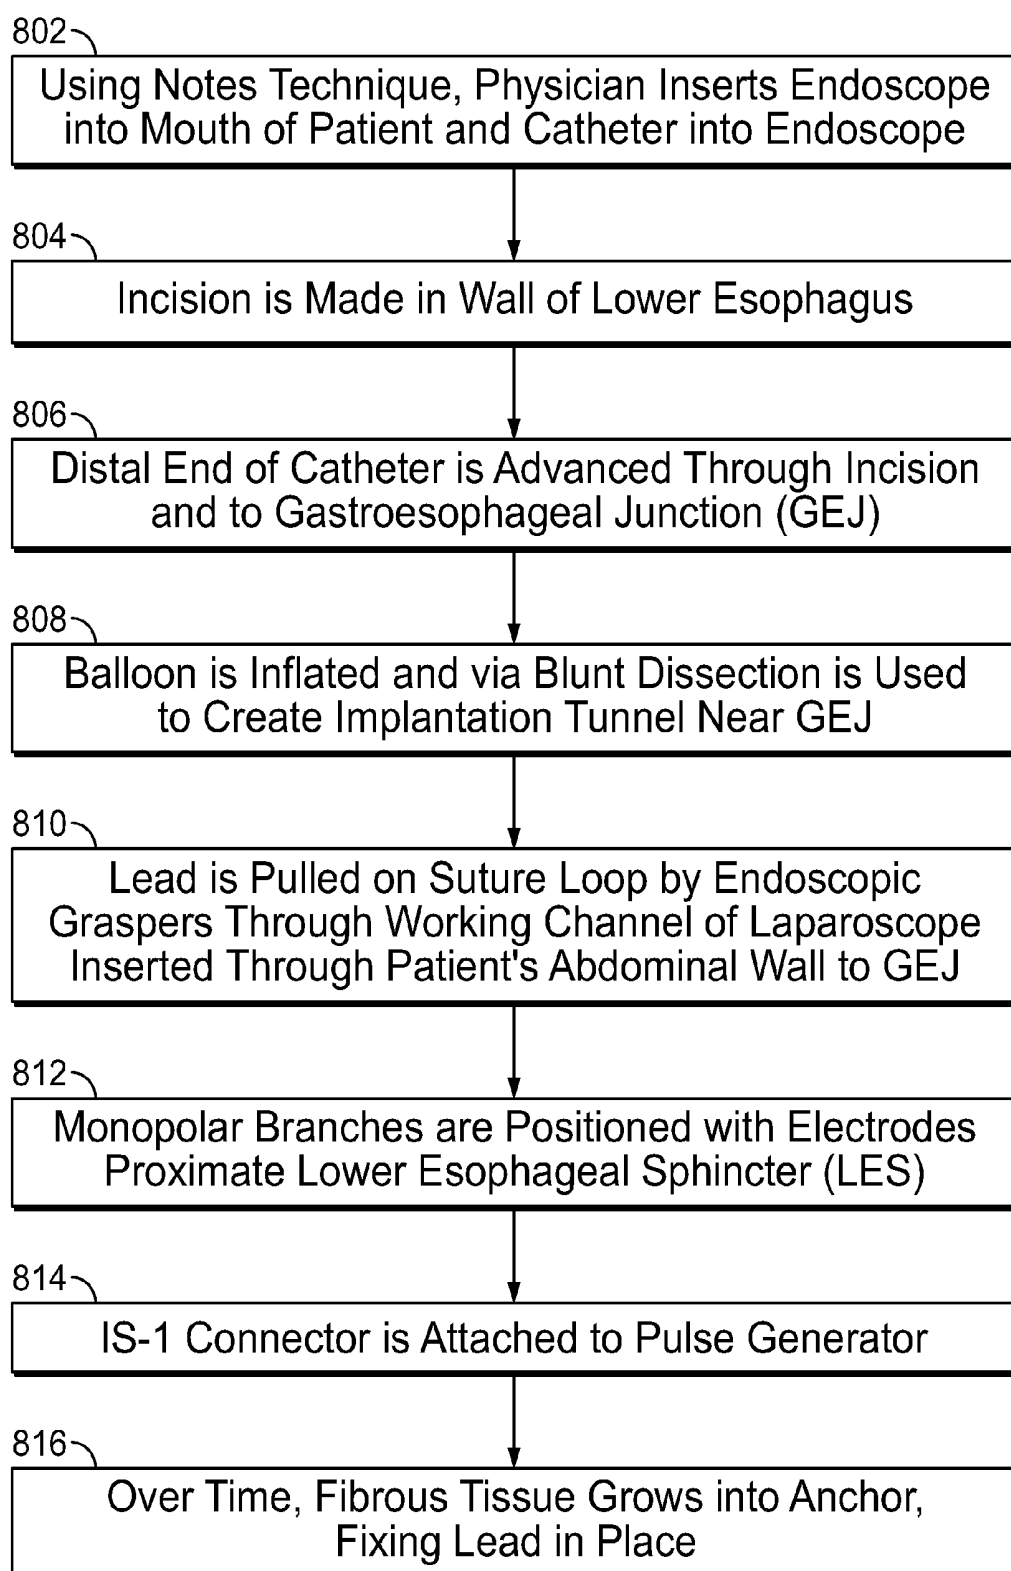 802
Using Notes Technique, Physician Inserts Endoscope
into Mouth of Patient and Catheter into Endoscope
804
Incision is Made in Wall of Lower Esophagus
806
Distal End of Catheter is Advanced Through Incision
and to Gastroesophageal Junction (GEJ)
808
Balloon is Inflated and via Blunt Dissection is Used
to Create Implantation Tunnel Near GEJ
810
Lead is Pulled on Suture Loop by Endoscopic
Graspers Through Working Channel of Laparoscope
Inserted Through Patient's Abdominal Wall to GEJ
812
Monopolar Branches are Positioned with Electrodes
Proximate Lower Esophageal Sphincter (LES)
814
IS-1 Connector is Attached to Pulse Generator
816
Over Time, Fibrous Tissue Grows into Anchor,
Fixing Lead in Place